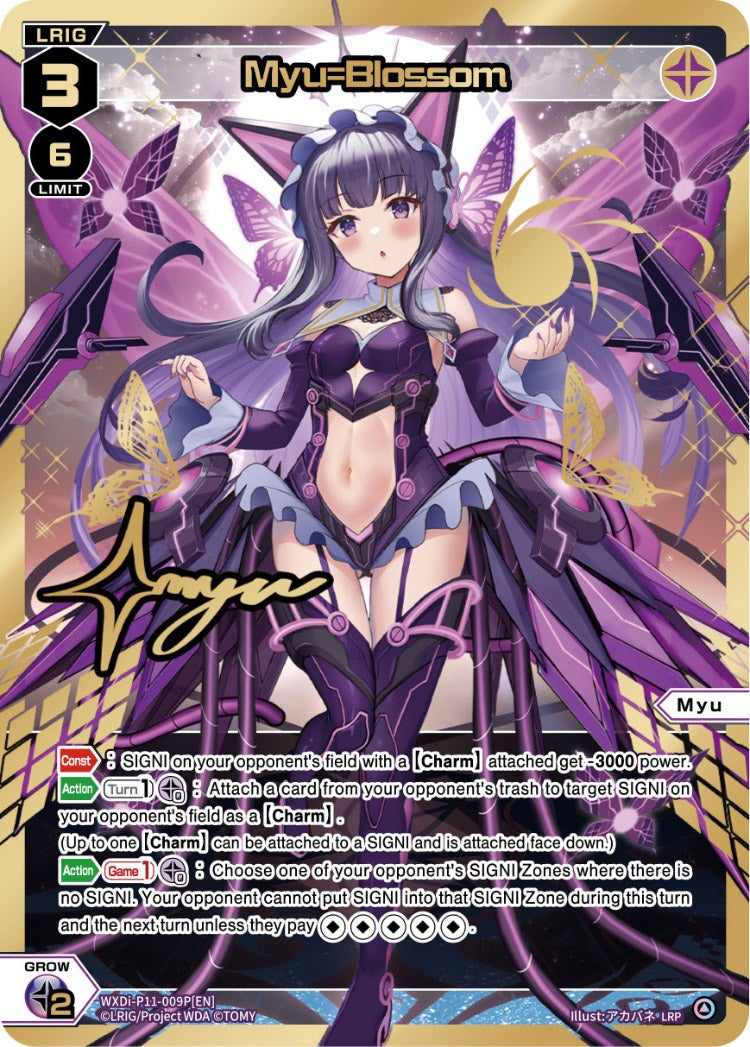 LRIG
3
Myu=Blossom
6
LIMIT
myu
Myu
Const : SIGNI on your opponent's field with a 【Charm】 attached get -3000 power.
Action Turn 1 0 : Attach a card from your opponent's trash to target SIGNI on
your opponent's field as a 【Charm】.
(Up to one 【Charm】 can be attached to a SIGNI and is attached face down.)
Action Game 1 0 : Choose one of your opponent's SIGNI Zones where there is
no SIGNI. Your opponent cannot put SIGNI into that SIGNI Zone during this turn
and the next turn unless they pay ◆◆◆◆◆.
GROW
2
WXDi-P11-009P[EN]
©LRIG/Project WDA ©TOMY
Illust:アカバネ LRP